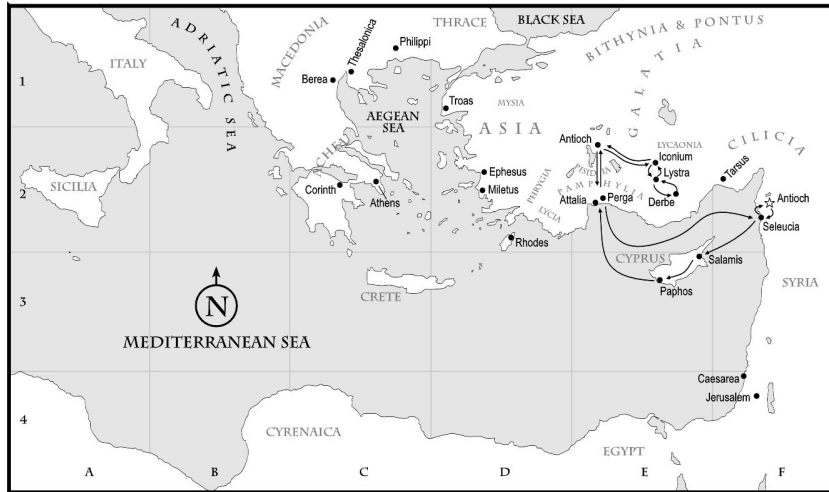 BLACK SEA
THRACE
BITHYNIA & PONTUS
MACEDONIA
Thesalonica
Philippi
ADRIATIC SEA
ITALY
1
Berea
GALATIA
MYSIA
Troas
AEGEAN
SEA
ASIA
Antioch
LYCAONIA
CILICIA
Iconium
Lystra
Tarsus
SICILIA
Corinth
Athens
Ephesus
Miletus
PHRYGIA
PAMPHYLIA
2
Derbe
Antioch
Attalia
Perga
LYCIA
Seleucia
Rhodes
CYPRUS
Salamis
SYRIA
CRETE
Paphos
3
N
MEDITERRANEAN SEA
Caesarea
Jerusalem
4
CYRENAICA
EGYPT
A
B
C
D
E
F